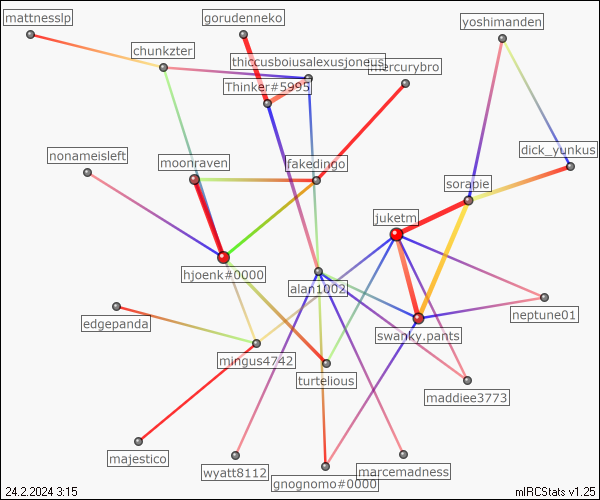 mattnesslp
gorudenneko
yoshimanden
chunkzter
thiccusboiusalexusjoneus
mercurybro
Thinker#5995
nonameisleft
moonraven
fakedingo
dick_yunkus
sorapie
juketm
hjoenk#0000
alan1002
neptune01
edgepanda
swanky.pants
mingus4742
turtelious
maddiee3773
majestico
wyatt8112
marcemadness
gnognomo#0000
24.2.2024 3:15
mIRCStats v1.25